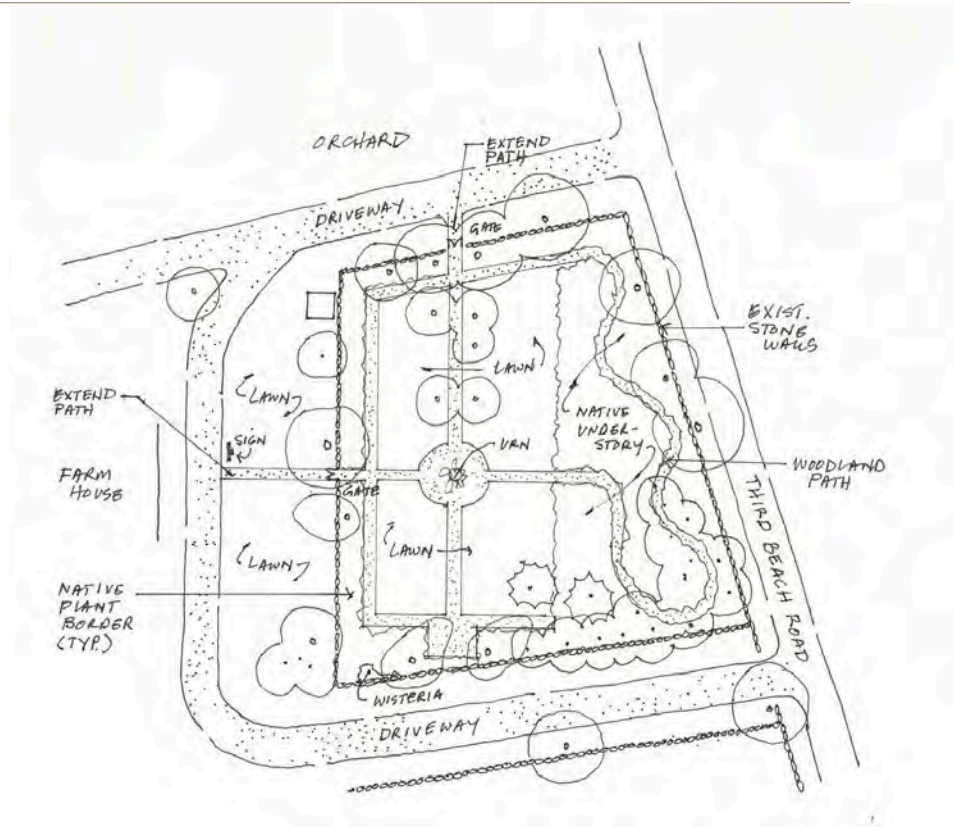 ORCHARD
EXTEND
PATH
DRIVEWAY
GATE
EXIST.
STONE
WALLS
LAWN
LAWN
EXTEND
PATH
SIGN
NATIVE
UNDER-
STORY
URN
WOODLAND
PATH
FARM
HOUSE
GATE
THIRD BEACH ROAD
LAWN
LAWN
NATIVE
PLANT
BORDER
(TYP.)
WISTERIA
DRIVEWAY